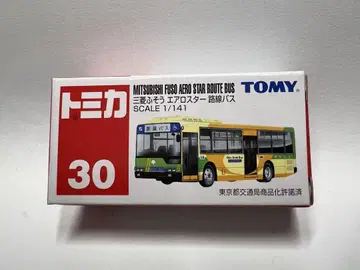 トミカ
30
MITSUBISHI FUSO AERO STAR ROUTE BUS
三菱ふそう エアロスター 路線バス
SCALE 1/141
TOMY
東京都交通局商品化許諾済